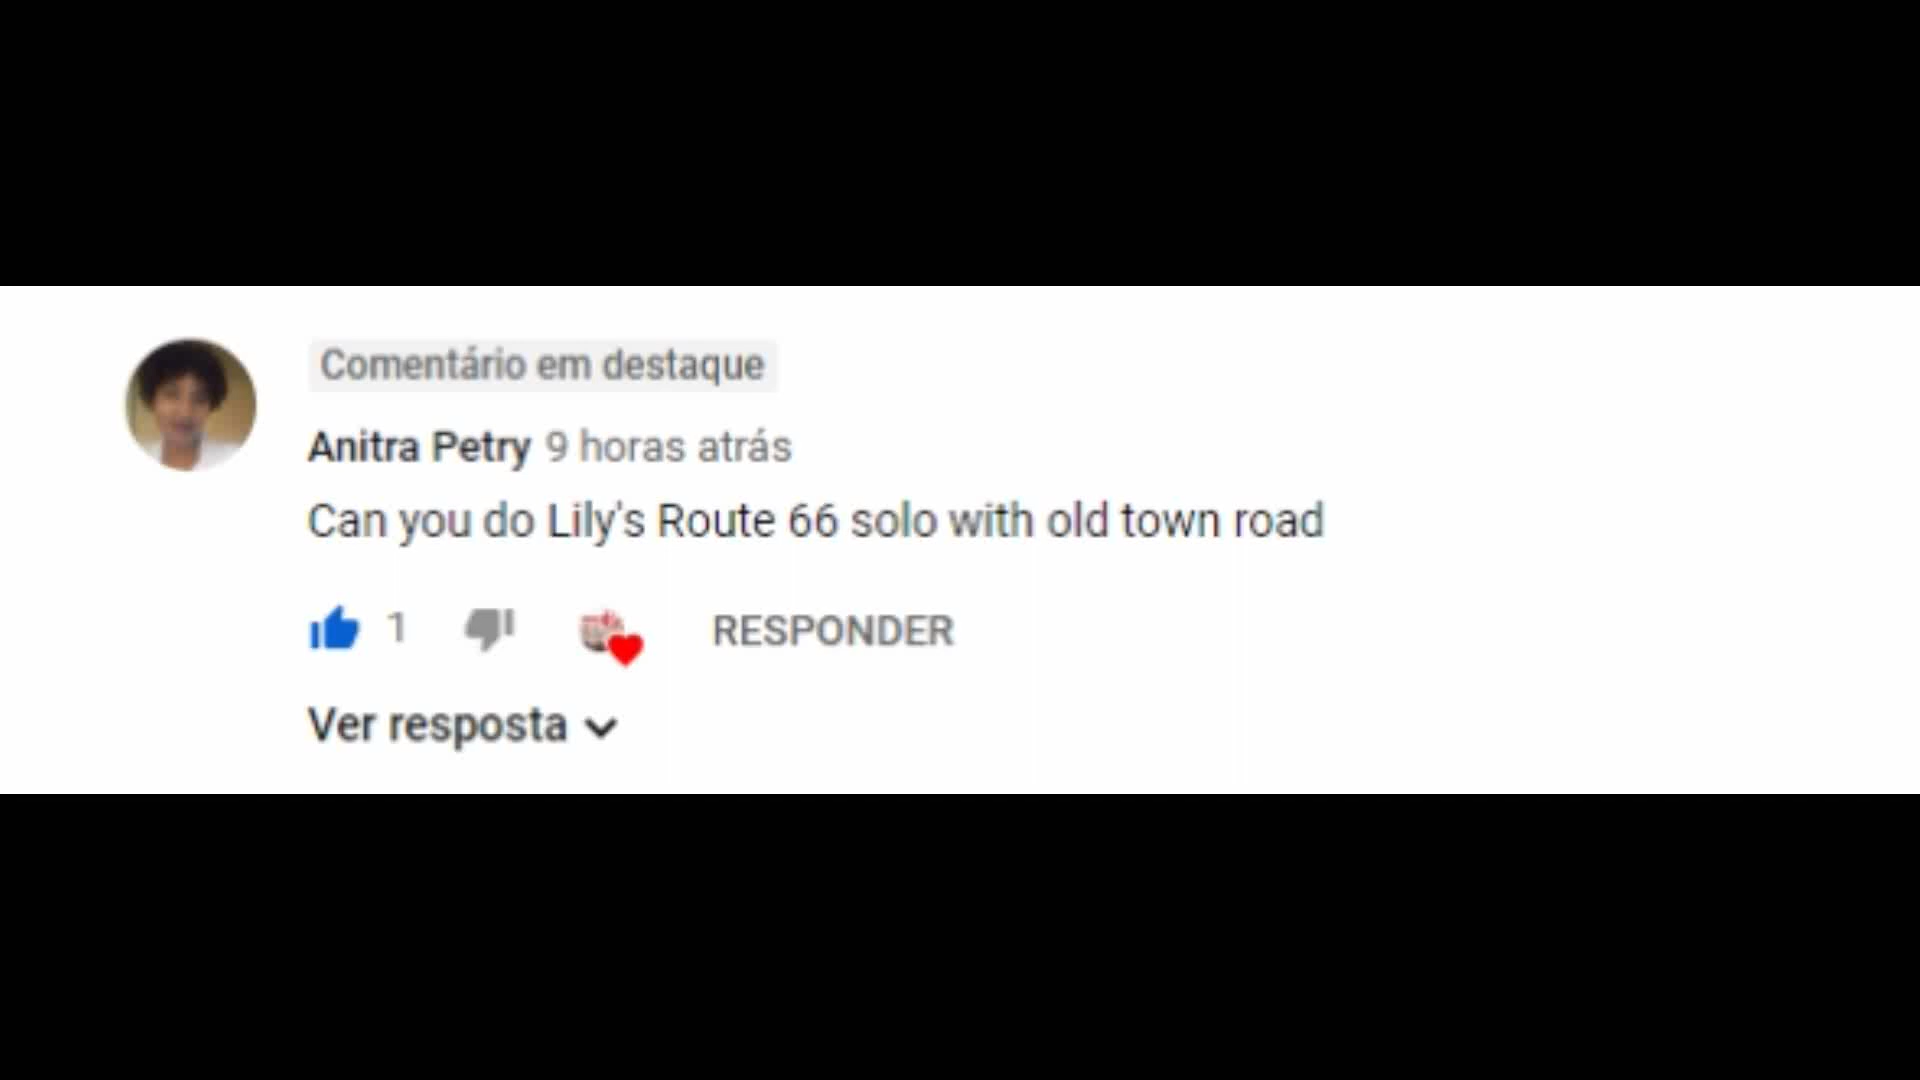 Comentário em destaque
Anitra Petry 9 horas atrás
Can you do Lily's Route 66 solo with old town road
1 RESPONDER
Ver resposta